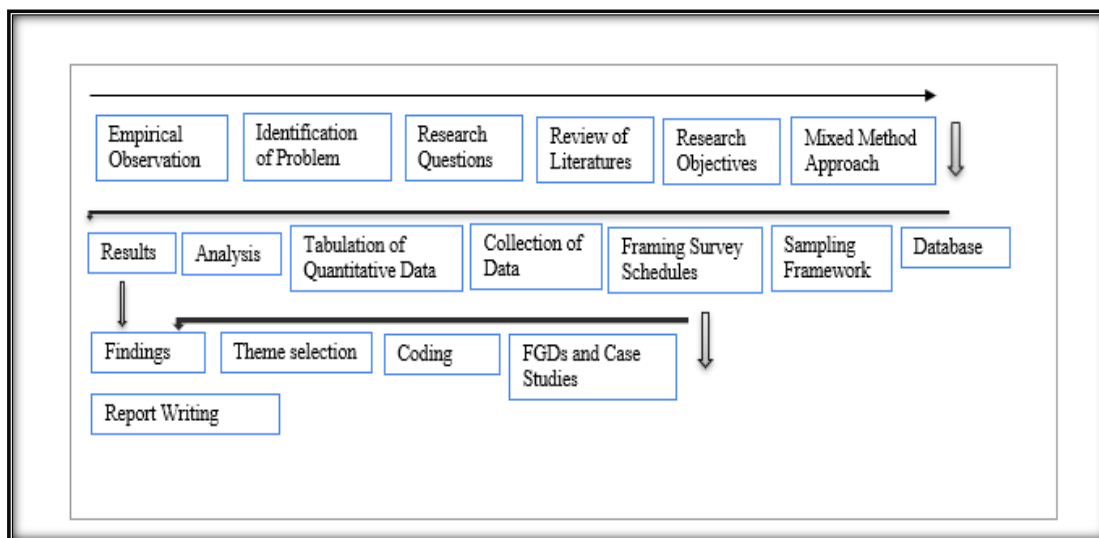 Empirical
Observation
Identification
of Problem
Research
Questions
Review of
Literatures
Research
Objectives
Mixed Method
Approach
Results
Analysis
Tabulation of
Quantitative Data
Collection of
Data
Framing Survey
Schedules
Sampling
Framework
Database
Findings
Theme selection
Coding
FGDs and Case
Studies
Report Writing